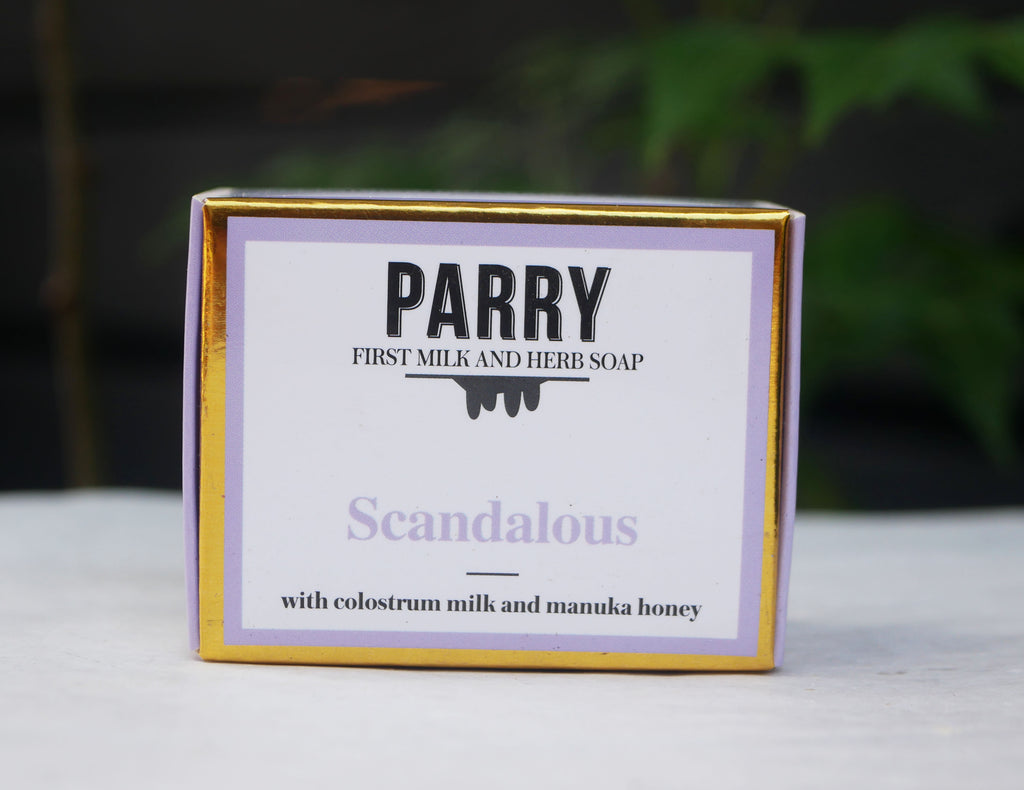 PARRY
FIRST MILK AND HERB SOAP
Scandalous
with colostrum milk and manuka honey